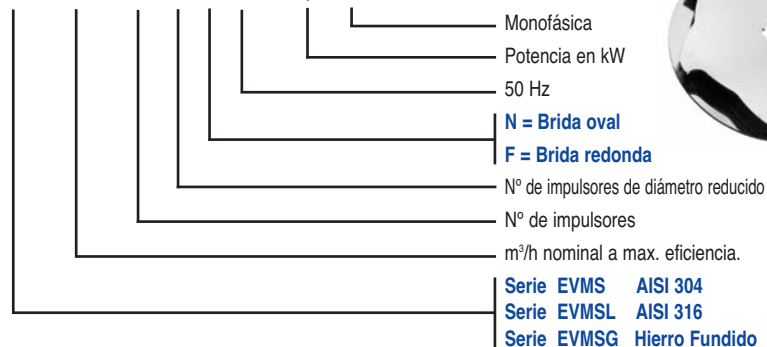 Monofásica
Potencia en kW
50 Hz
N = Brida oval
F = Brida redonda
Nº de impulsores de diámetro reducido
Nº de impulsores
m³/h nominal a max. eficiencia.
Serie EVMS AISI 304
Serie EVMSL AISI 316
Serie EVMSG Hierro Fundido